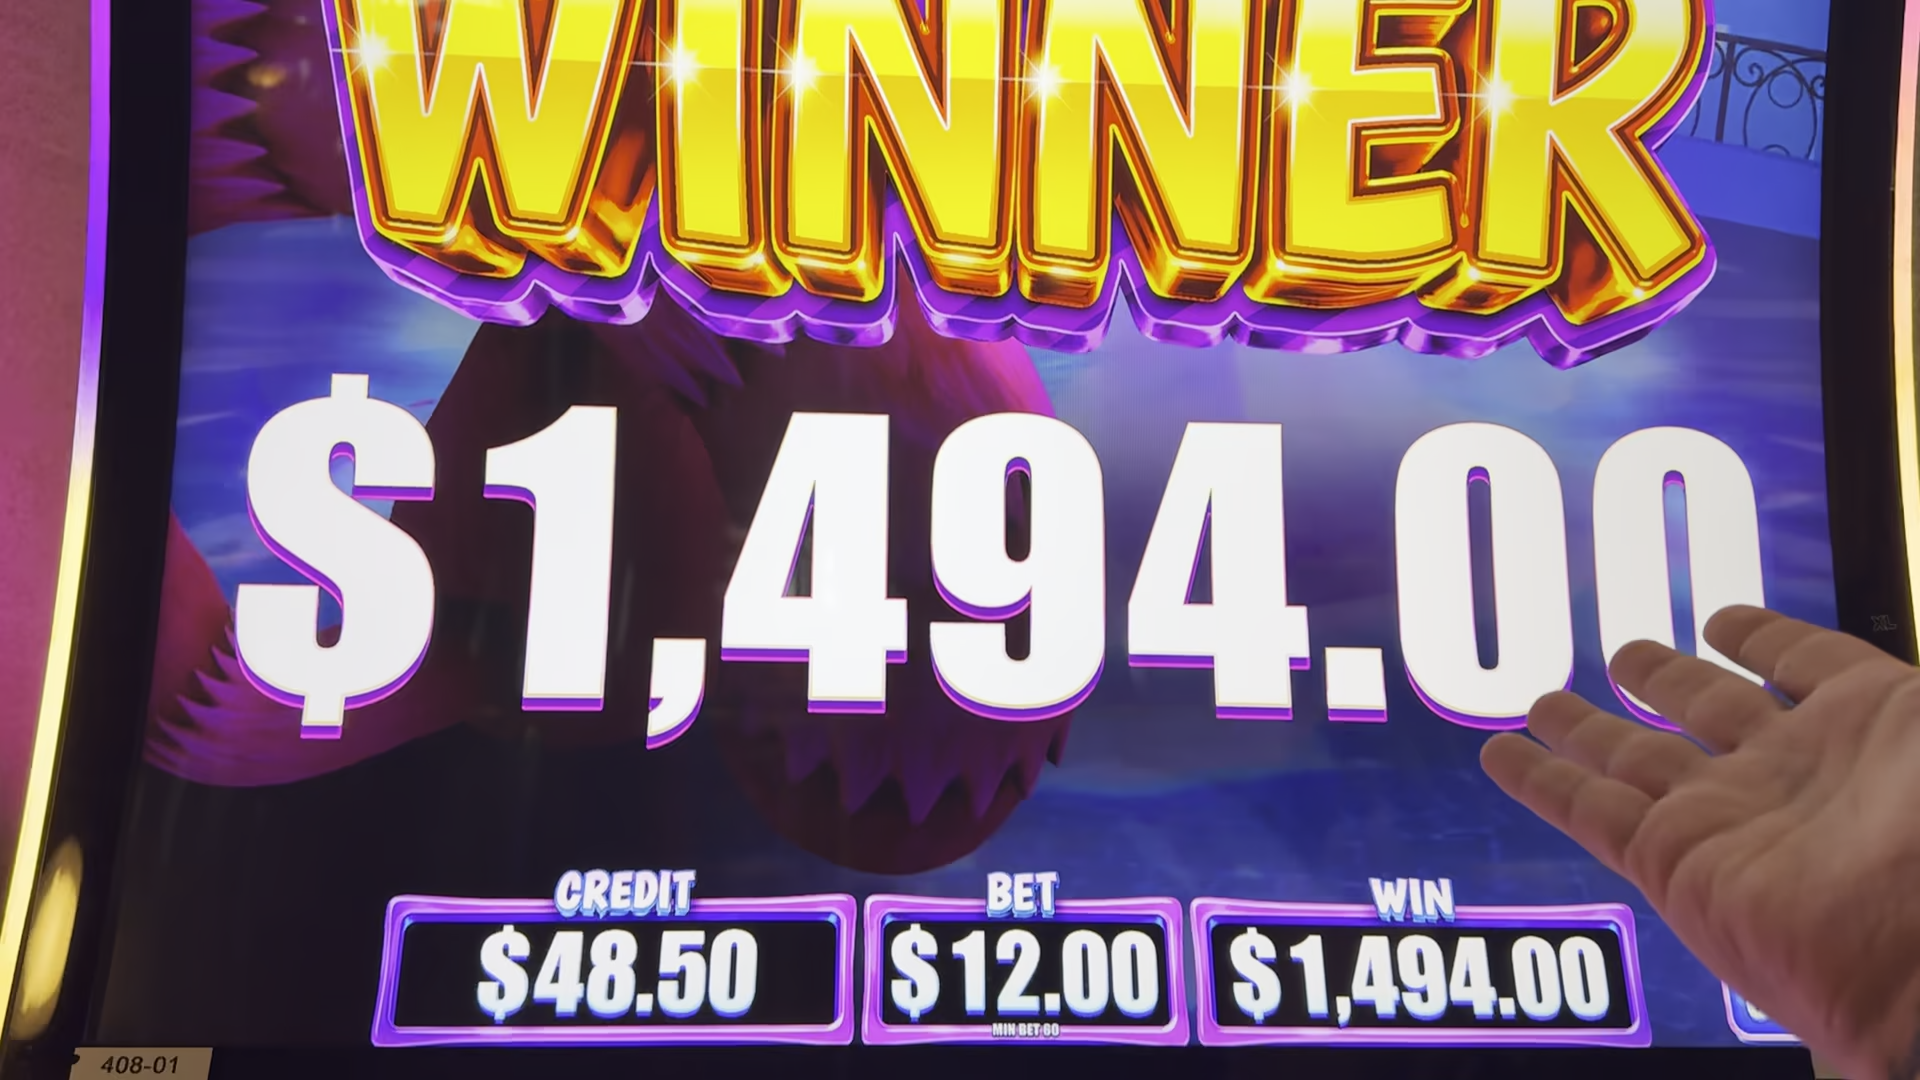 WINNER
$1,494.00
XL
CREDIT BET WIN
$48.50 $12.00 $1,494.00
MIN BET 60
408-01